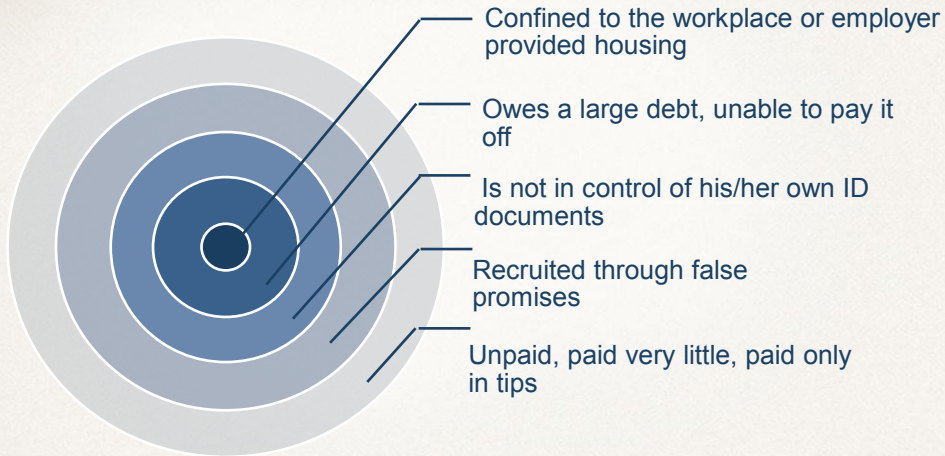 Confined to the workplace or employer
provided housing
Owes a large debt, unable to pay it
off
Is not in control of his/her own ID
documents
Recruited through false
promises
Unpaid, paid very little, paid only
in tips